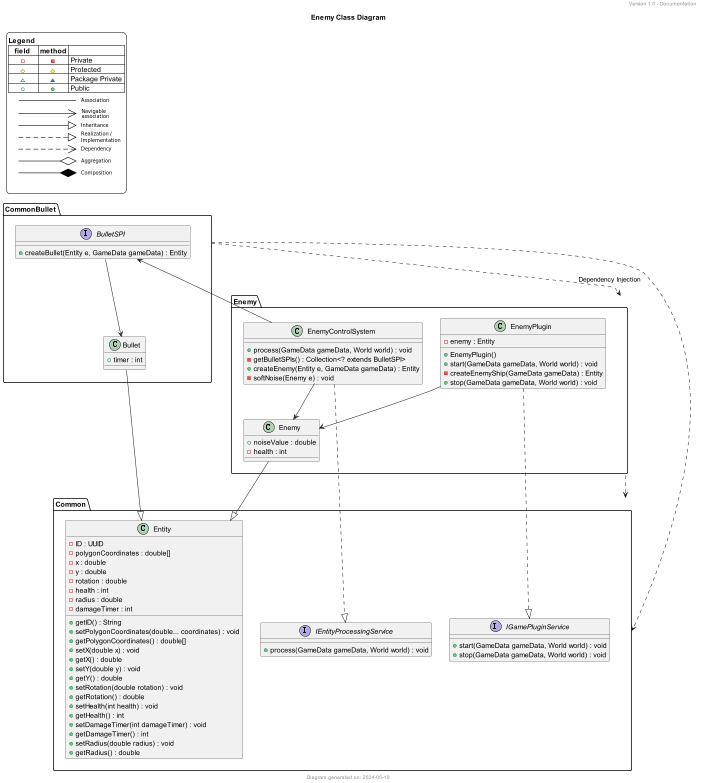 Version 1.0 - Documentation
Enemy Class Diagram
Legend
field method
Private
Protected
Package Private
Public
Association
Navigable
association
Inheritance
Realization /
Implementation
Dependency
Aggregation
Composition
CommonBullet
I BulletSPI
createBullet(Entity e, GameData gameData) : Entity
C Bullet
timer : int
Dependency Injection
Enemy
C EnemyControlSystem
process(GameData gameData, World world) : void
getBulletSPIs() : Collection<? extends BulletSPI>
createEnemy(Entity e, GameData gameData) : Entity
softNoise(Enemy e) : void
C EnemyPlugin
enemy : Entity
EnemyPlugin()
start(GameData gameData, World world) : void
createEnemyShip(GameData gameData) : Entity
stop(GameData gameData, World world) : void
C Enemy
noiseValue : double
health : int
Common
C Entity
ID : UUID
polygonCoordinates : double[]
x : double
y : double
rotation : double
health : int
radius : double
damageTimer : int
getID() : String
setPolygonCoordinates(double... coordinates) : void
getPolygonCoordinates() : double[]
setX(double x) : void
getX() : double
setY(double y) : void
getY() : double
setRotation(double rotation) : void
getRotation() : double
setHealth(int health) : void
getHealth() : int
setDamageTimer(int damageTimer) : void
getDamageTimer() : int
setRadius(double radius) : void
getRadius() : double
I IEntityProcessingService
process(GameData gameData, World world) : void
I IGamePluginService
start(GameData gameData, World world) : void
stop(GameData gameData, World world) : void
Diagram generated on: 2024-05-10